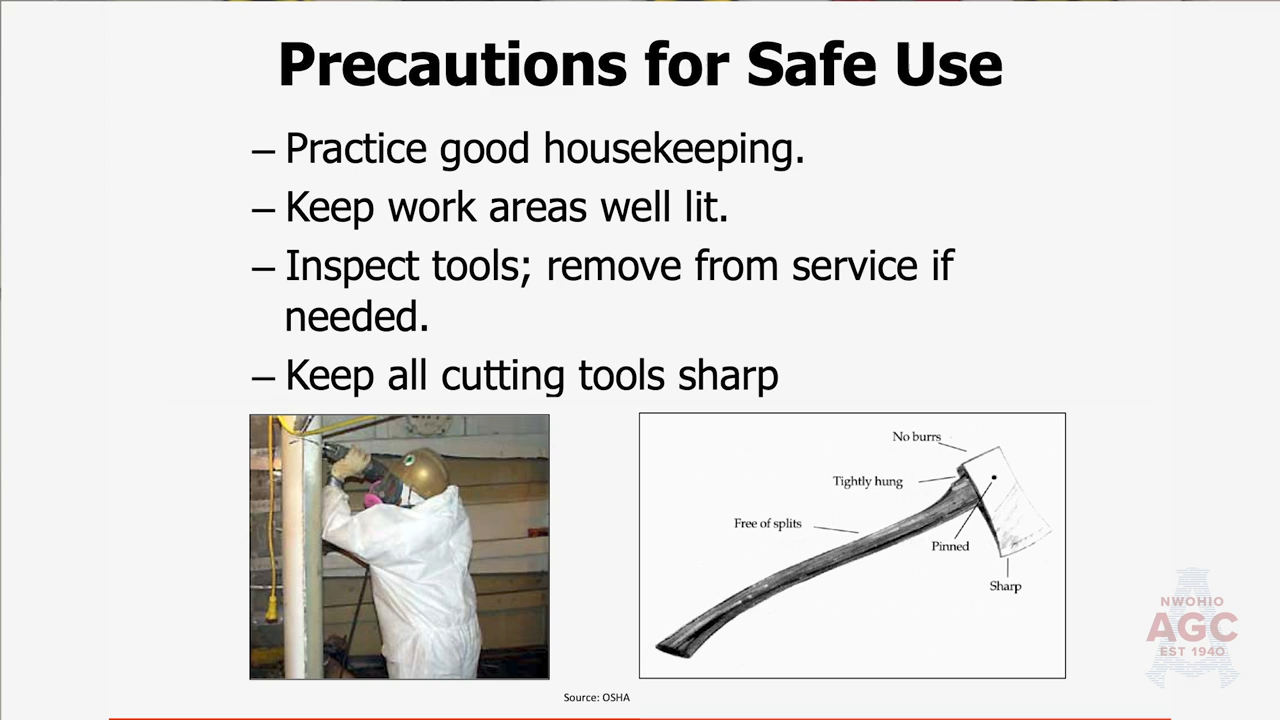 Precautions for Safe Use
– Practice good housekeeping.
– Keep work areas well lit.
– Inspect tools; remove from service if
needed.
– Keep all cutting tools sharp
No burrs
Tightly hung
Free of splits
Pinned
Sharp
Source: OSHA
NWOHIO
AGC
EST 1940